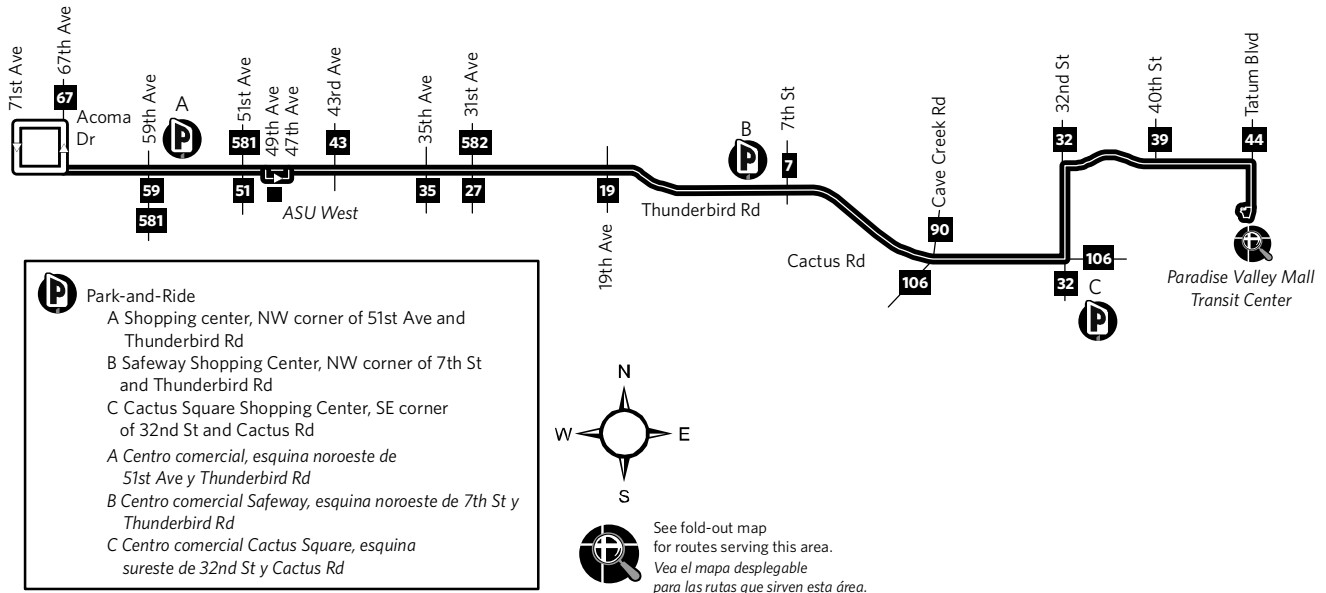 71st Ave
67th Ave
67
Acoma
Dr
59th Ave
A
51st Ave
49th Ave
47th Ave
43rd Ave
35th Ave
31st Ave
581
43
582
59
581
51
ASU West
35
27
19
19th Ave
Thunderbird Rd
B
7th St
7
Cave Creek Rd
90
Cactus Rd
106
32nd St
32
40th St
39
Tatum Blvd
44
106
32
C
Paradise Valley Mall
Transit Center
Park-and-Ride
A Shopping center, NW corner of 51st Ave and
Thunderbird Rd
B Safeway Shopping Center, NW corner of 7th St
and Thunderbird Rd
C Cactus Square Shopping Center, SE corner
of 32nd St and Cactus Rd
A Centro comercial, esquina noroeste de
51st Ave y Thunderbird Rd
B Centro comercial Safeway, esquina noroeste de 7th St y
Thunderbird Rd
C Centro comercial Cactus Square, esquina
sureste de 32nd St y Cactus Rd
N
W
E
S
See fold-out map
for routes serving this area.
Vea el mapa desplegable
para las rutas que sirven esta área.